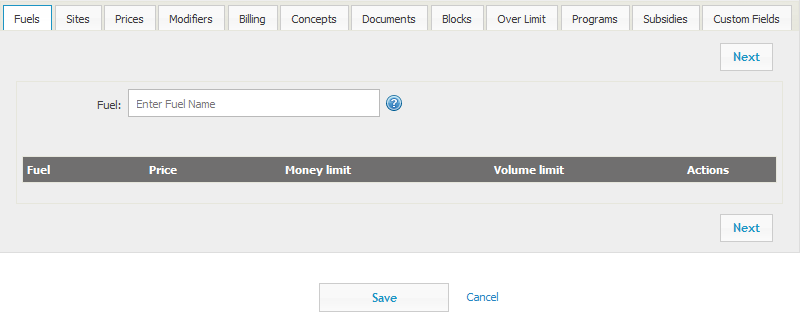 Fuels Sites Prices Modifiers Billing Concepts Documents Blocks Over Limit Programs Subsidies Custom Fields
Next
Fuel: Enter Fuel Name ?
Fuel Price Money limit Volume limit Actions
Next
Save Cancel